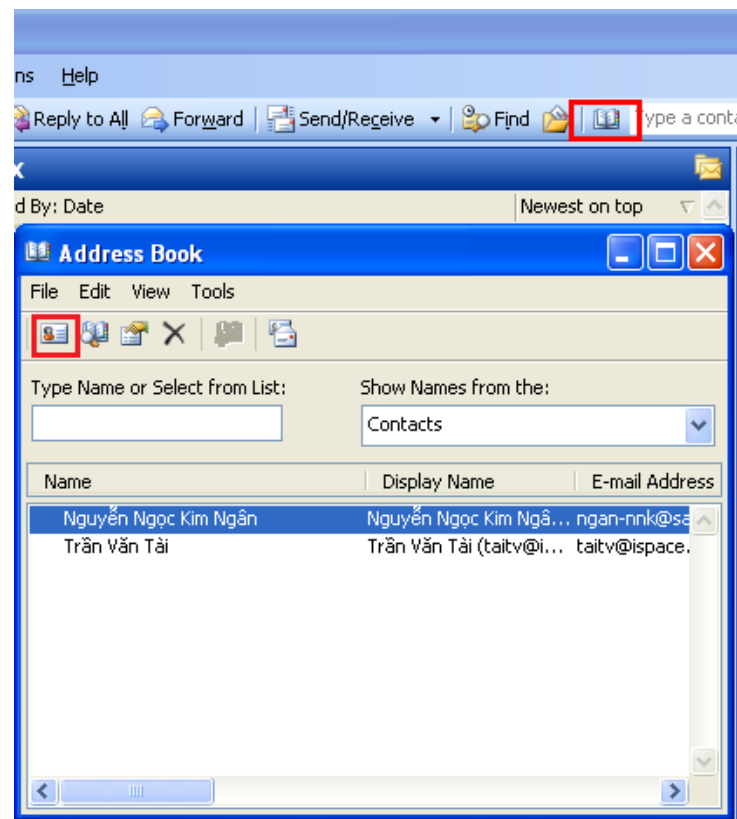 ns Help
Reply to All Forward Send/Receive Find Type a cont
x
d By: Date Newest on top
Address Book
File Edit View Tools
Type Name or Select from List: Show Names from the:
Contacts
Name Display Name E-mail Address
Nguyễn Ngọc Kim Ngân Nguyễn Ngọc Kim Ngâ... ngan-nnk@sa
Trần Văn Tài Trần Văn Tài (taitv@i... taitv@ispace.